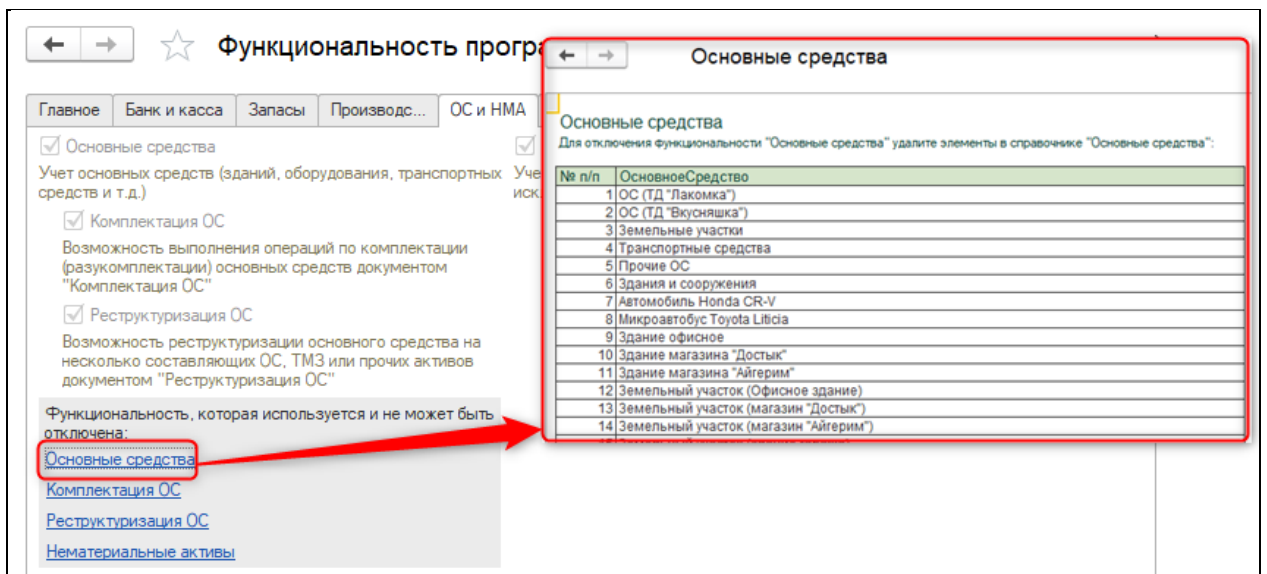 Функциональность прогр
Главное Банк и касса Запасы Производс... ОС и НМА
Основные средства
Учет основных средств (зданий, оборудования, транспортных
средств и т.д.)
Уче
иск
Комплектация ОС
Возможность выполнения операций по комплектации
(разукомплектации) основных средств документом
"Комплектация ОС"
Реструктуризация ОС
Возможность реструктуризации основного средства на
несколько составляющих ОС, ТМЗ или прочих активов
документом "Реструктуризация ОС"
Функциональность, которая используется и не может быть
отключена:
Основные средства
Комплектация ОС
Реструктуризация ОС
Нематериальные активы
Основные средства
Основные средства
Для отключения функциональности "Основные средства" удалите элементы в справочнике "Основные средства":
№ п/п ОсновноеСредство
1 ОС (ТД "Лакомка")
2 ОС (ТД "Вкусняшка")
3 Земельные участки
4 Транспортные средства
5 Прочие ОС
6 Здания и сооружения
7 Автомобиль Honda CR-V
8 Микроавтобус Toyota Liticia
9 Здание офисное
10 Здание магазина "Достык"
11 Здание магазина "Айгерим"
12 Земельный участок (Офисное здание)
13 Земельный участок (магазин "Достык")
14 Земельный участок (магазин "Айгерим")